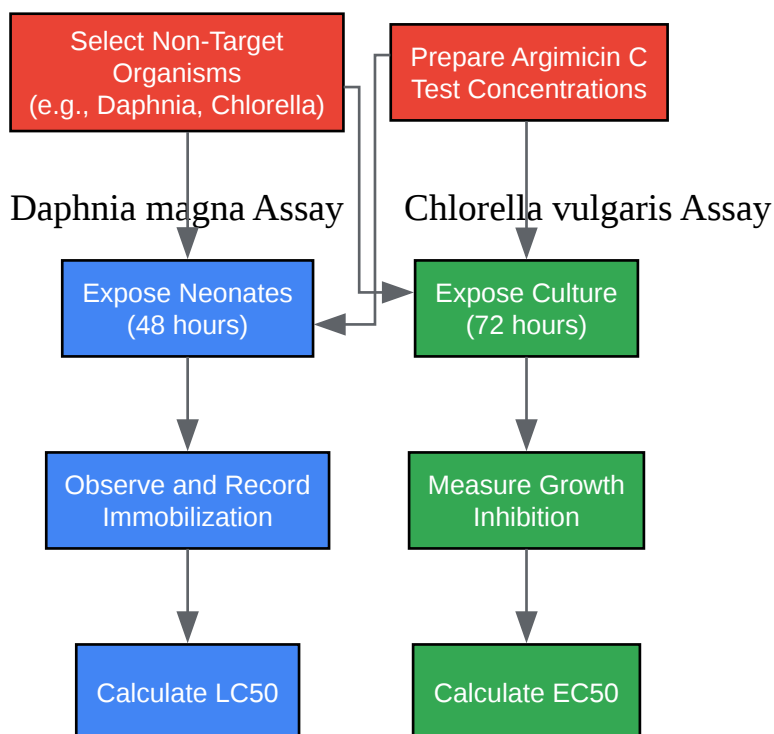 Select Non-Target
Organisms
(e.g., Daphnia, Chlorella)
Prepare Argimicin C
Test Concentrations
Daphnia magna Assay
Chlorella vulgaris Assay
Expose Neonates
(48 hours)
Expose Culture
(72 hours)
Observe and Record
Immobilization
Measure Growth
Inhibition
Calculate LC50
Calculate EC50